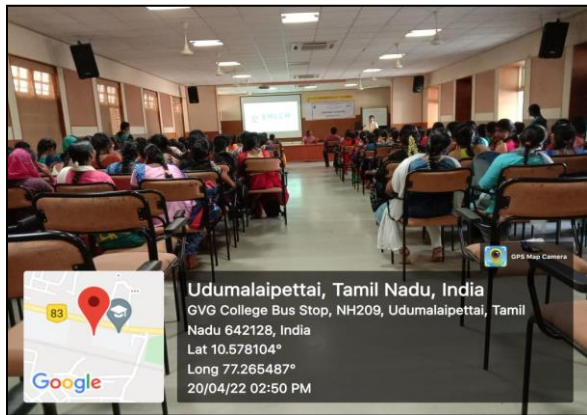 GPS Map Camera
83
Google
Udumalaipettai, Tamil Nadu, India
GVG College Bus Stop, NH209, Udumalaipettai, Tamil
Nadu 642128, India
Lat 10.578104°
Long 77.265487°
20/04/22 02:50 PM